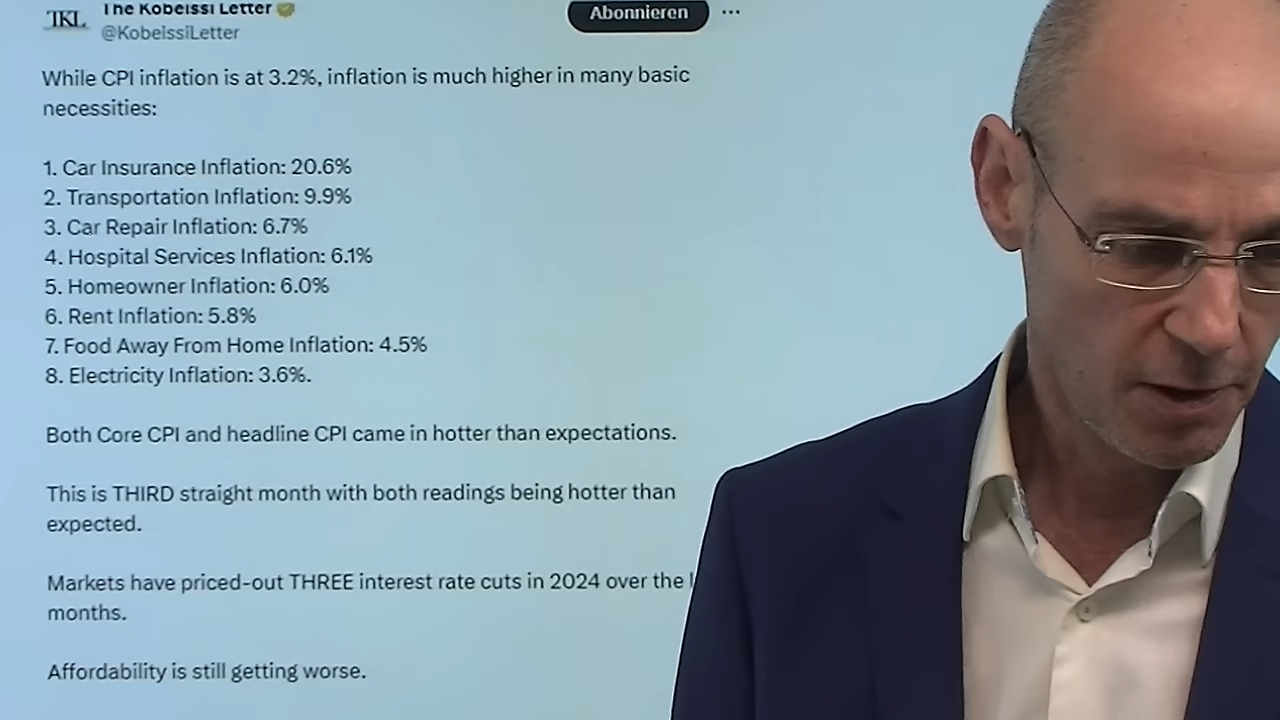 TKL The Kobeissi Letter
@KobeissiLetter
Abonnieren ...
While CPI inflation is at 3.2%, inflation is much higher in many basic
necessities:
1. Car Insurance Inflation: 20.6%
2. Transportation Inflation: 9.9%
3. Car Repair Inflation: 6.7%
4. Hospital Services Inflation: 6.1%
5. Homeowner Inflation: 6.0%
6. Rent Inflation: 5.8%
7. Food Away From Home Inflation: 4.5%
8. Electricity Inflation: 3.6%.
Both Core CPI and headline CPI came in hotter than expectations.
This is THIRD straight month with both readings being hotter than
expected.
Markets have priced-out THREE interest rate cuts in 2024 over the
months.
Affordability is still getting worse.